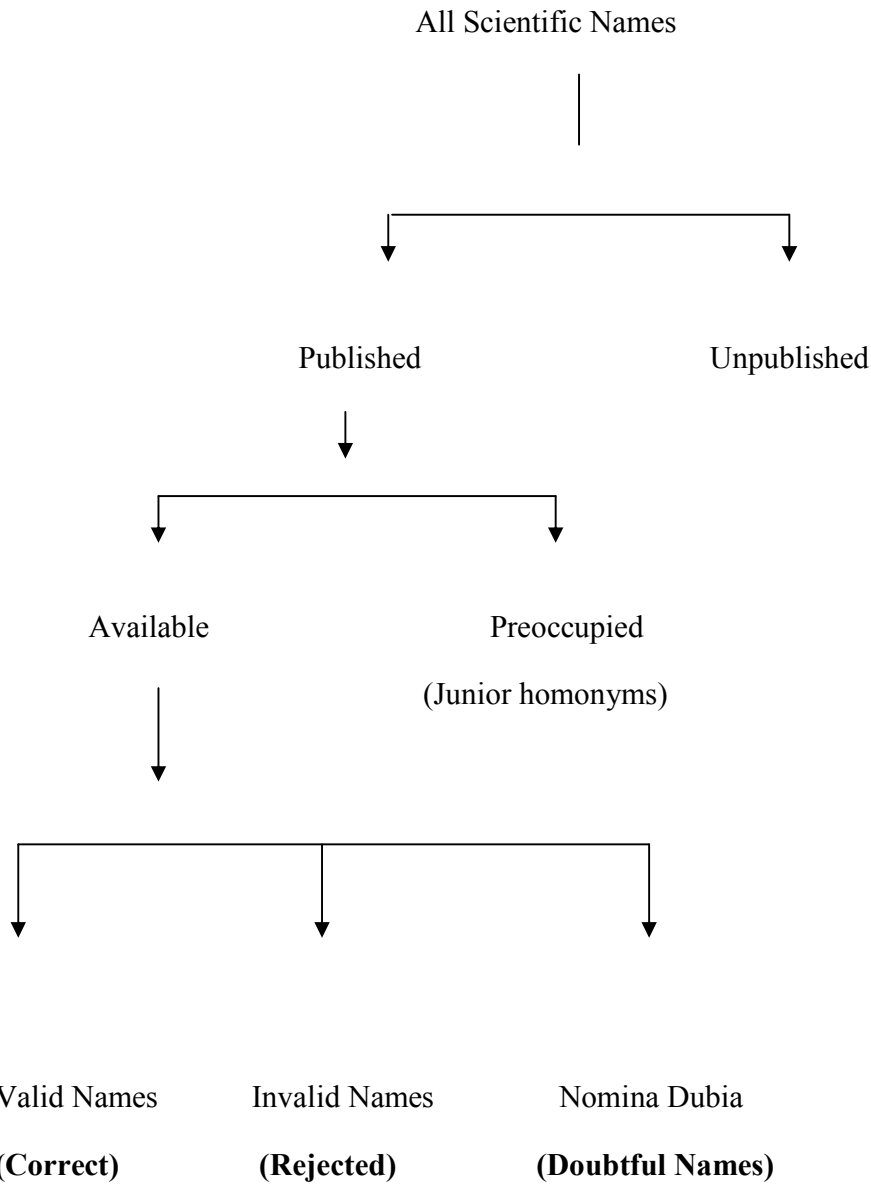 All Scientific Names
Published Unpublished
Available Preoccupied
(Junior homonyms)
Valid Names Invalid Names Nomina Dubia
(Correct) (Rejected) (Doubtful Names)